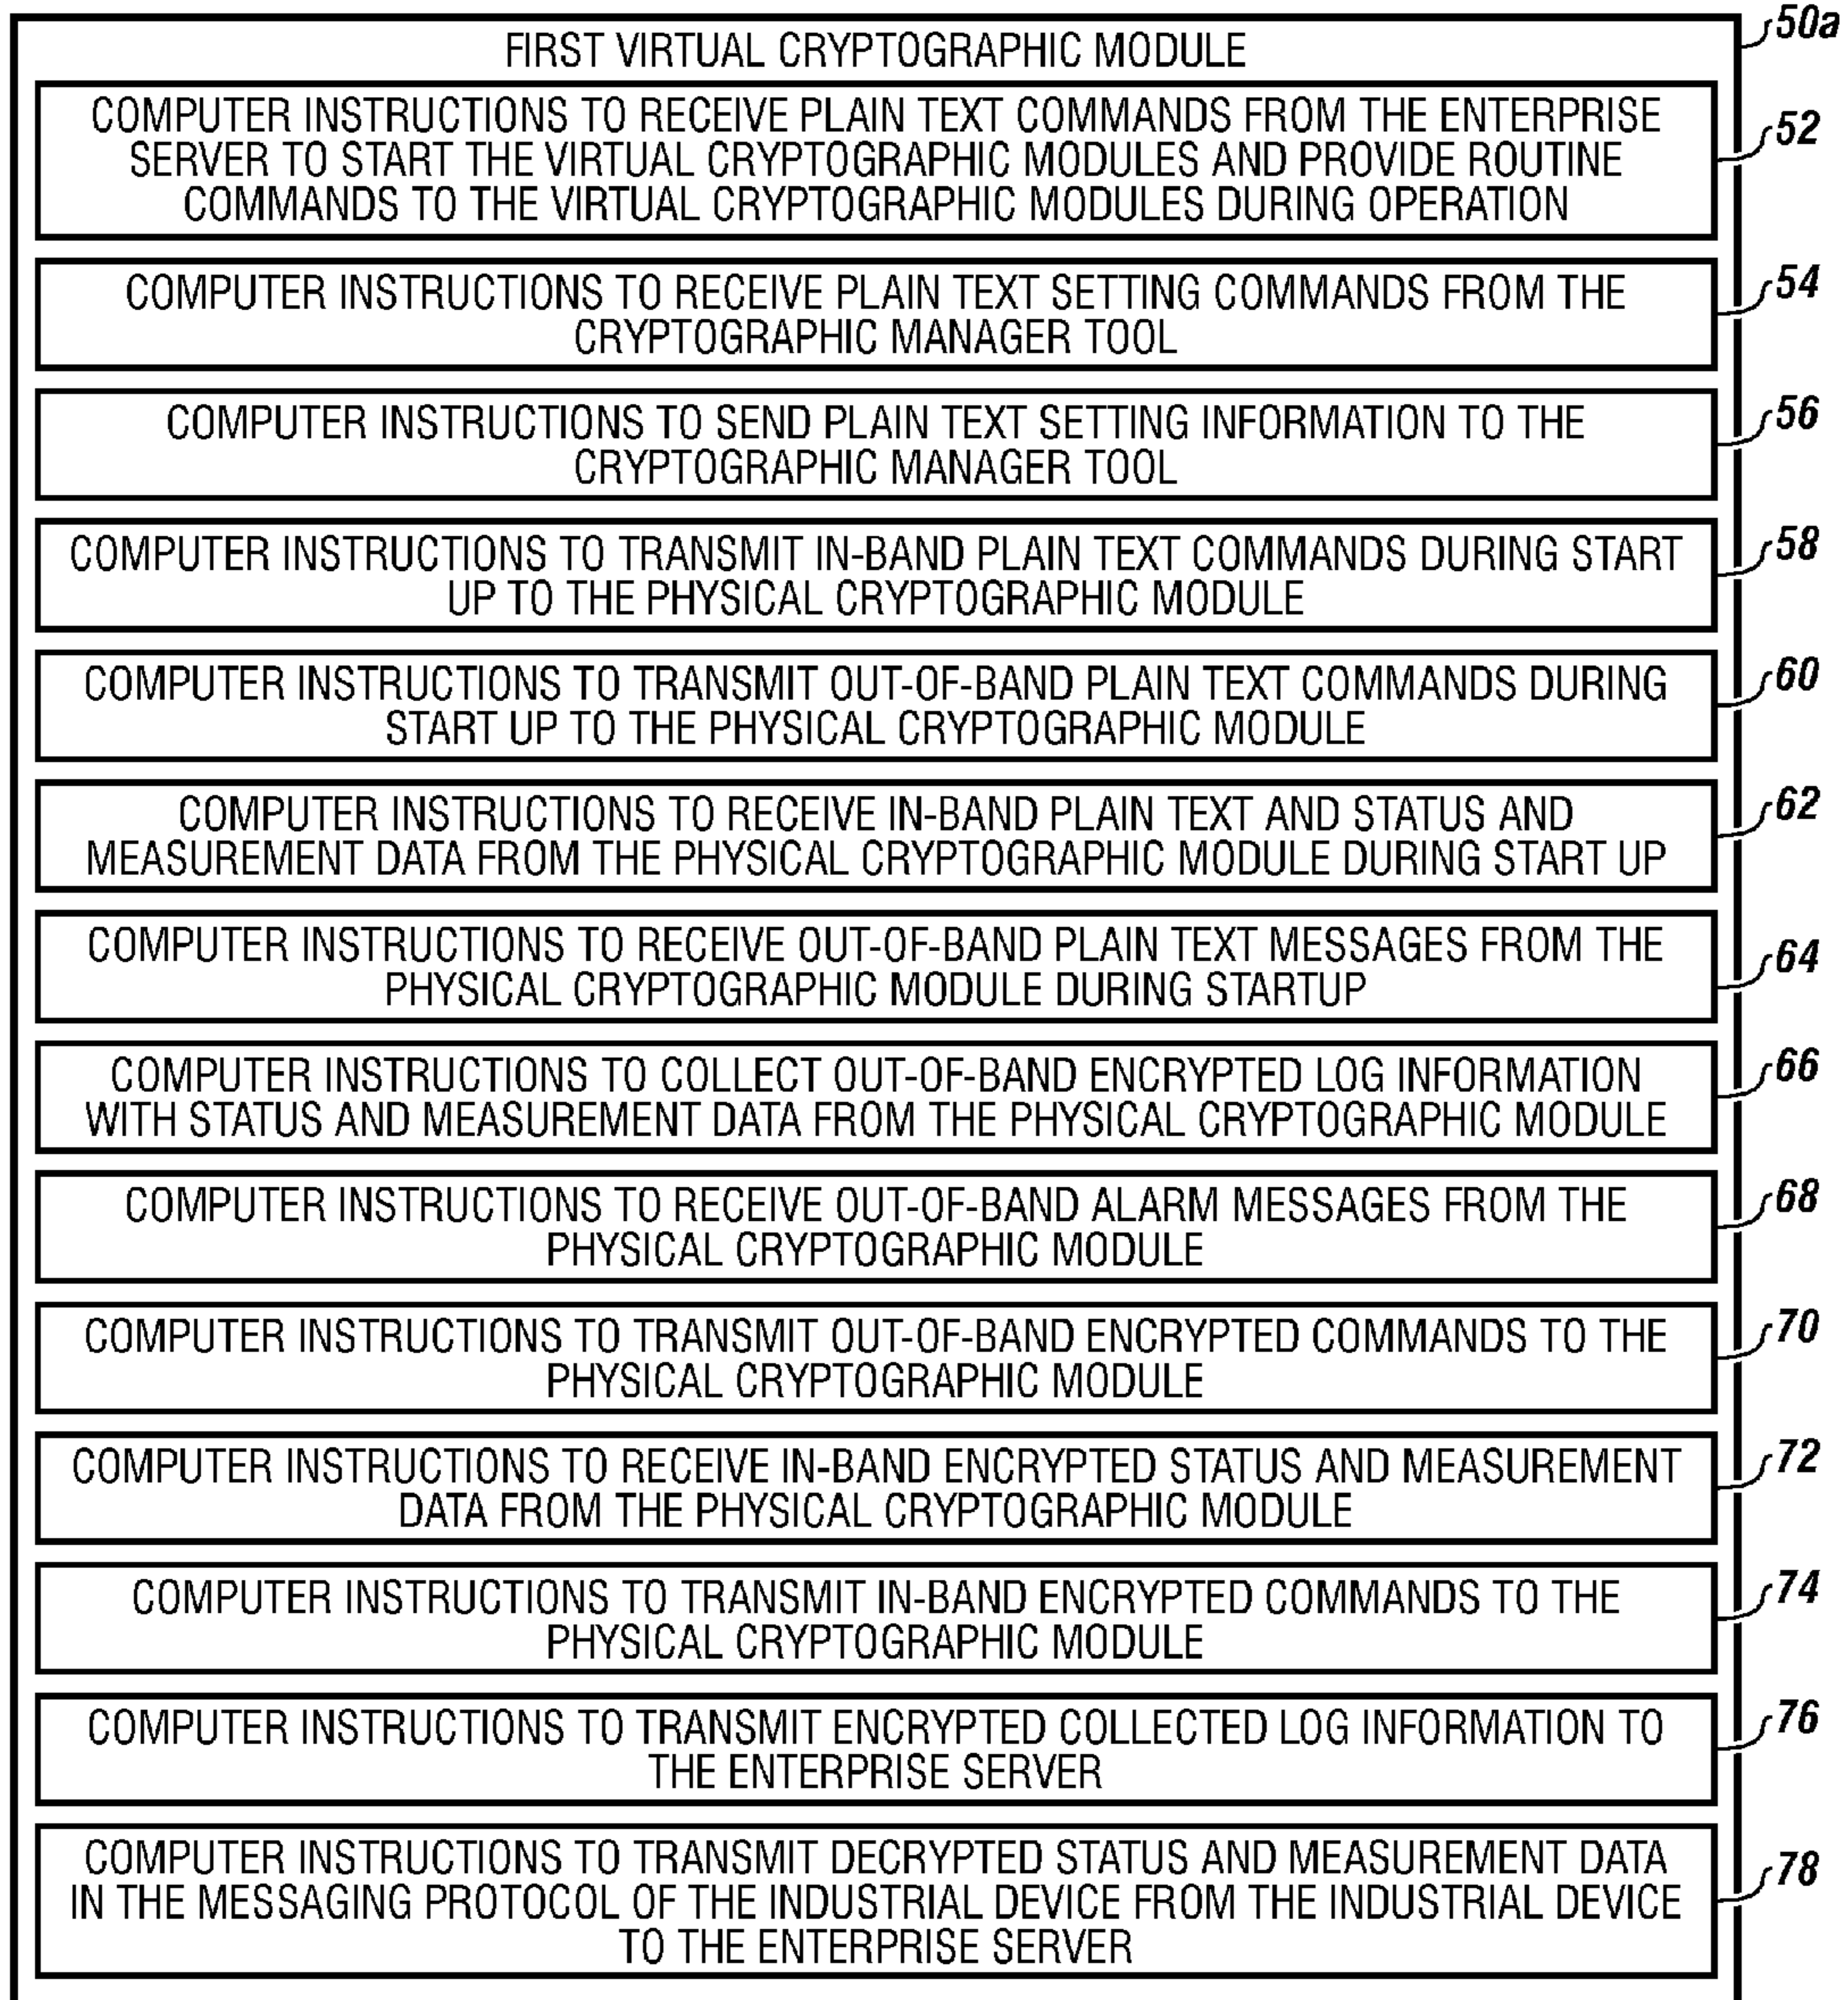 50a
FIRST VIRTUAL CRYPTOGRAPHIC MODULE
COMPUTER INSTRUCTIONS TO RECEIVE PLAIN TEXT COMMANDS FROM THE ENTERPRISE
SERVER TO START THE VIRTUAL CRYPTOGRAPHIC MODULES AND PROVIDE ROUTINE
COMMANDS TO THE VIRTUAL CRYPTOGRAPHIC MODULES DURING OPERATION
52
COMPUTER INSTRUCTIONS TO RECEIVE PLAIN TEXT SETTING COMMANDS FROM THE
CRYPTOGRAPHIC MANAGER TOOL
54
COMPUTER INSTRUCTIONS TO SEND PLAIN TEXT SETTING INFORMATION TO THE
CRYPTOGRAPHIC MANAGER TOOL
56
COMPUTER INSTRUCTIONS TO TRANSMIT IN-BAND PLAIN TEXT COMMANDS DURING START
UP TO THE PHYSICAL CRYPTOGRAPHIC MODULE
58
COMPUTER INSTRUCTIONS TO TRANSMIT OUT-OF-BAND PLAIN TEXT COMMANDS DURING
START UP TO THE PHYSICAL CRYPTOGRAPHIC MODULE
60
COMPUTER INSTRUCTIONS TO RECEIVE IN-BAND PLAIN TEXT AND STATUS AND
MEASUREMENT DATA FROM THE PHYSICAL CRYPTOGRAPHIC MODULE DURING START UP
62
COMPUTER INSTRUCTIONS TO RECEIVE OUT-OF-BAND PLAIN TEXT MESSAGES FROM THE
PHYSICAL CRYPTOGRAPHIC MODULE DURING STARTUP
64
COMPUTER INSTRUCTIONS TO COLLECT OUT-OF-BAND ENCRYPTED LOG INFORMATION
WITH STATUS AND MEASUREMENT DATA FROM THE PHYSICAL CRYPTOGRAPHIC MODULE
66
COMPUTER INSTRUCTIONS TO RECEIVE OUT-OF-BAND ALARM MESSAGES FROM THE
PHYSICAL CRYPTOGRAPHIC MODULE
68
COMPUTER INSTRUCTIONS TO TRANSMIT OUT-OF-BAND ENCRYPTED COMMANDS TO THE
PHYSICAL CRYPTOGRAPHIC MODULE
70
COMPUTER INSTRUCTIONS TO RECEIVE IN-BAND ENCRYPTED STATUS AND MEASUREMENT
DATA FROM THE PHYSICAL CRYPTOGRAPHIC MODULE
72
COMPUTER INSTRUCTIONS TO TRANSMIT IN-BAND ENCRYPTED COMMANDS TO THE
PHYSICAL CRYPTOGRAPHIC MODULE
74
COMPUTER INSTRUCTIONS TO TRANSMIT ENCRYPTED COLLECTED LOG INFORMATION TO
THE ENTERPRISE SERVER
76
COMPUTER INSTRUCTIONS TO TRANSMIT DECRYPTED STATUS AND MEASUREMENT DATA
IN THE MESSAGING PROTOCOL OF THE INDUSTRIAL DEVICE FROM THE INDUSTRIAL DEVICE
TO THE ENTERPRISE SERVER
78